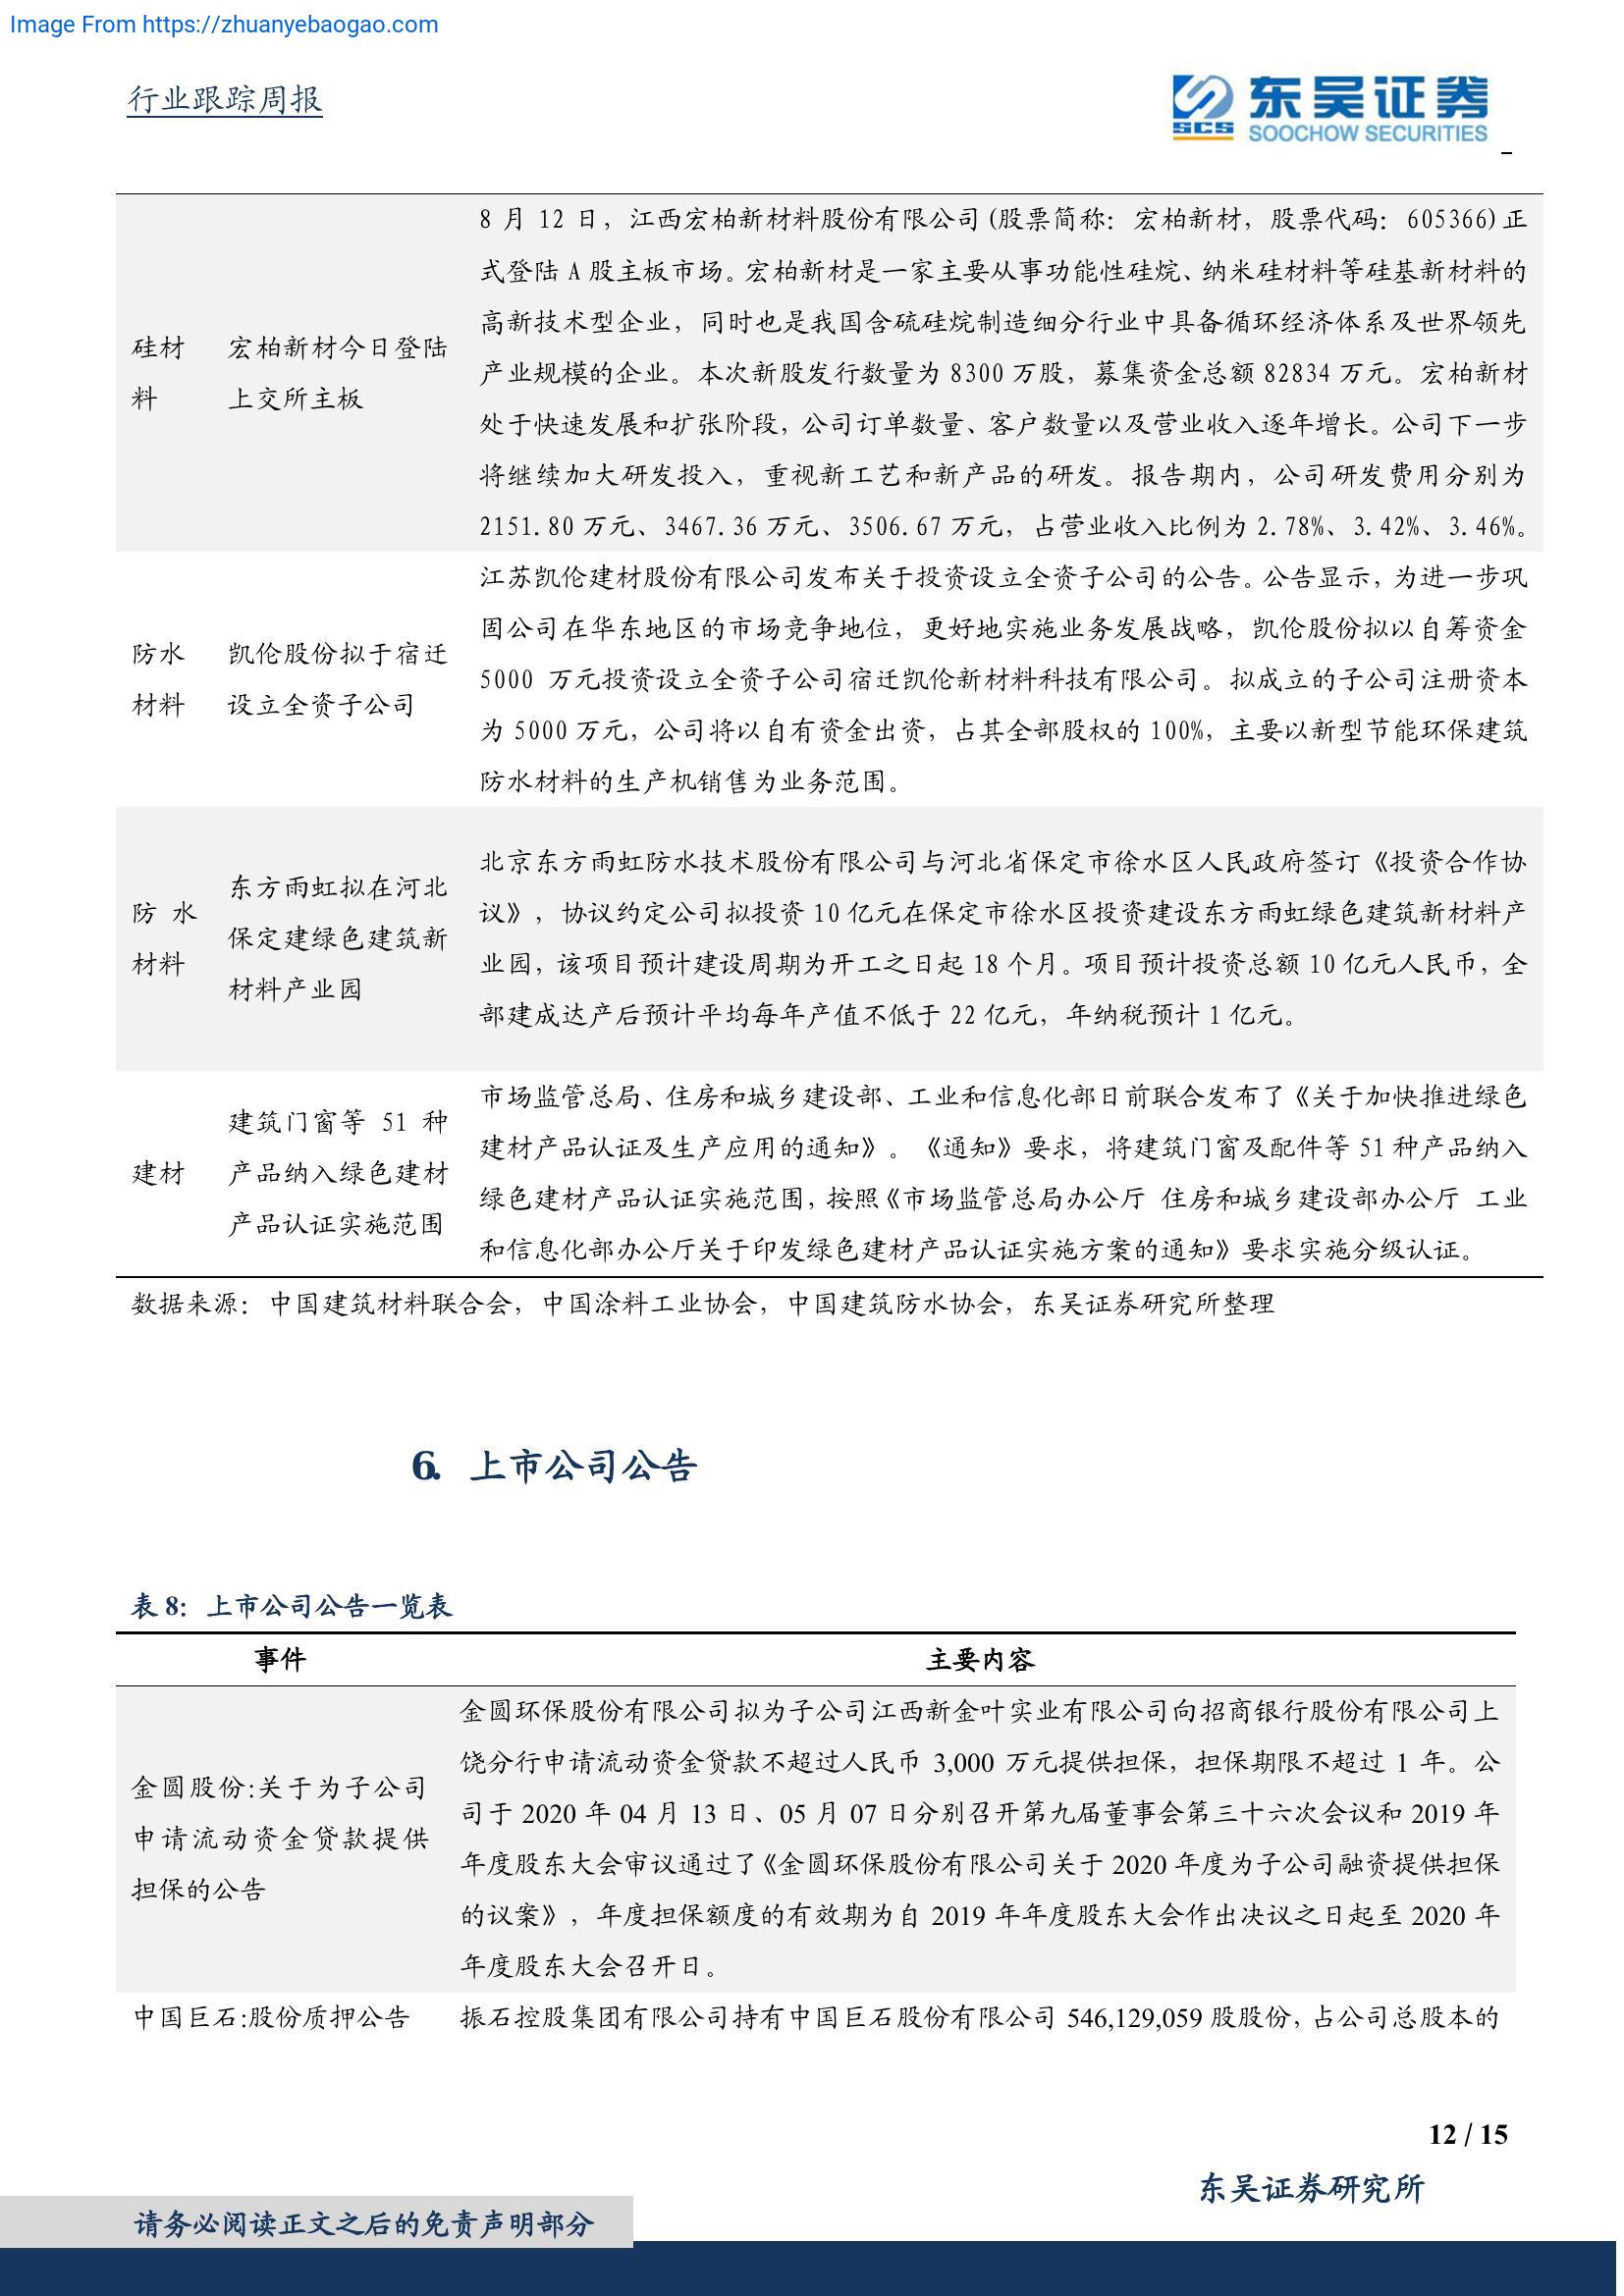 Image From https://zhuanyebaogao.com
行业跟踪周报
SCS
东吴证券
SOOCHOW SECURITIES
硅材
料
宏柏新材今日登陆
上交所主板
8 月 12 日，江西宏柏新材料股份有限公司(股票简称：宏柏新材，股票代码：605366)正
式登陆 A 股主板市场。宏柏新材是一家主要从事功能性硅烷、纳米硅材料等硅基新材料的
高新技术型企业，同时也是我国含硫硅烷制造细分行业中具备循环经济体系及世界领先
产业规模的企业。本次新股发行数量为 8300 万股，募集资金总额 82834 万元。宏柏新材
处于快速发展和扩张阶段，公司订单数量、客户数量以及营业收入逐年增长。公司下一步
将继续加大研发投入，重视新工艺和新产品的研发。报告期内，公司研发费用分别为
2151.80 万元、3467.36 万元、3506.67 万元，占营业收入比例为 2.78%、3.42%、3.46%。
防水
材料
凯伦股份拟于宿迁
设立全资子公司
江苏凯伦建材股份有限公司发布关于投资设立全资子公司的公告。公告显示，为进一步巩
固公司在华东地区的市场竞争地位，更好地实施业务发展战略，凯伦股份拟以自筹资金
5000 万元投资设立全资子公司宿迁凯伦新材料科技有限公司。拟成立的子公司注册资本
为 5000 万元，公司将以自有资金出资，占其全部股权的 100%，主要以新型节能环保建筑
防水材料的生产机销售为业务范围。
防 水
材料
东方雨虹拟在河北
保定建绿色建筑新
材料产业园
北京东方雨虹防水技术股份有限公司与河北省保定市徐水区人民政府签订《投资合作协
议》，协议约定公司拟投资 10 亿元在保定市徐水区投资建设东方雨虹绿色建筑新材料产
业园，该项目预计建设周期为开工之日起 18 个月。项目预计投资总额 10 亿元人民币，全
部建成达产后预计平均每年产值不低于 22 亿元，年纳税预计 1 亿元。
建材
建筑门窗等 51 种
产品纳入绿色建材
产品认证实施范围
市场监管总局、住房和城乡建设部、工业和信息化部日前联合发布了《关于加快推进绿色
建材产品认证及生产应用的通知》。《通知》要求，将建筑门窗及配件等 51 种产品纳入
绿色建材产品认证实施范围，按照《市场监管总局办公厅 住房和城乡建设部办公厅 工业
和信息化部办公厅关于印发绿色建材产品认证实施方案的通知》要求实施分级认证。
数据来源：中国建筑材料联合会，中国涂料工业协会，中国建筑防水协会，东吴证券研究所整理
6. 上市公司公告
表 8：上市公司公告一览表
事件 主要内容
金圆股份:关于为子公司
申请流动资金贷款提供
担保的公告
金圆环保股份有限公司拟为子公司江西新金叶实业有限公司向招商银行股份有限公司上
饶分行申请流动资金贷款不超过人民币 3,000 万元提供担保，担保期限不超过 1 年。公
司于 2020 年 04 月 13 日、05 月 07 日分别召开第九届董事会第三十六次会议和 2019 年
年度股东大会审议通过了《金圆环保股份有限公司关于 2020 年度为子公司融资提供担保
的议案》，年度担保额度的有效期为自 2019 年年度股东大会作出决议之日起至 2020 年
年度股东大会召开日。
中国巨石:股份质押公告
振石控股集团有限公司持有中国巨石股份有限公司 546,129,059 股股份，占公司总股本的
12 / 15
东吴证券研究所
请务必阅读正文之后的免责声明部分